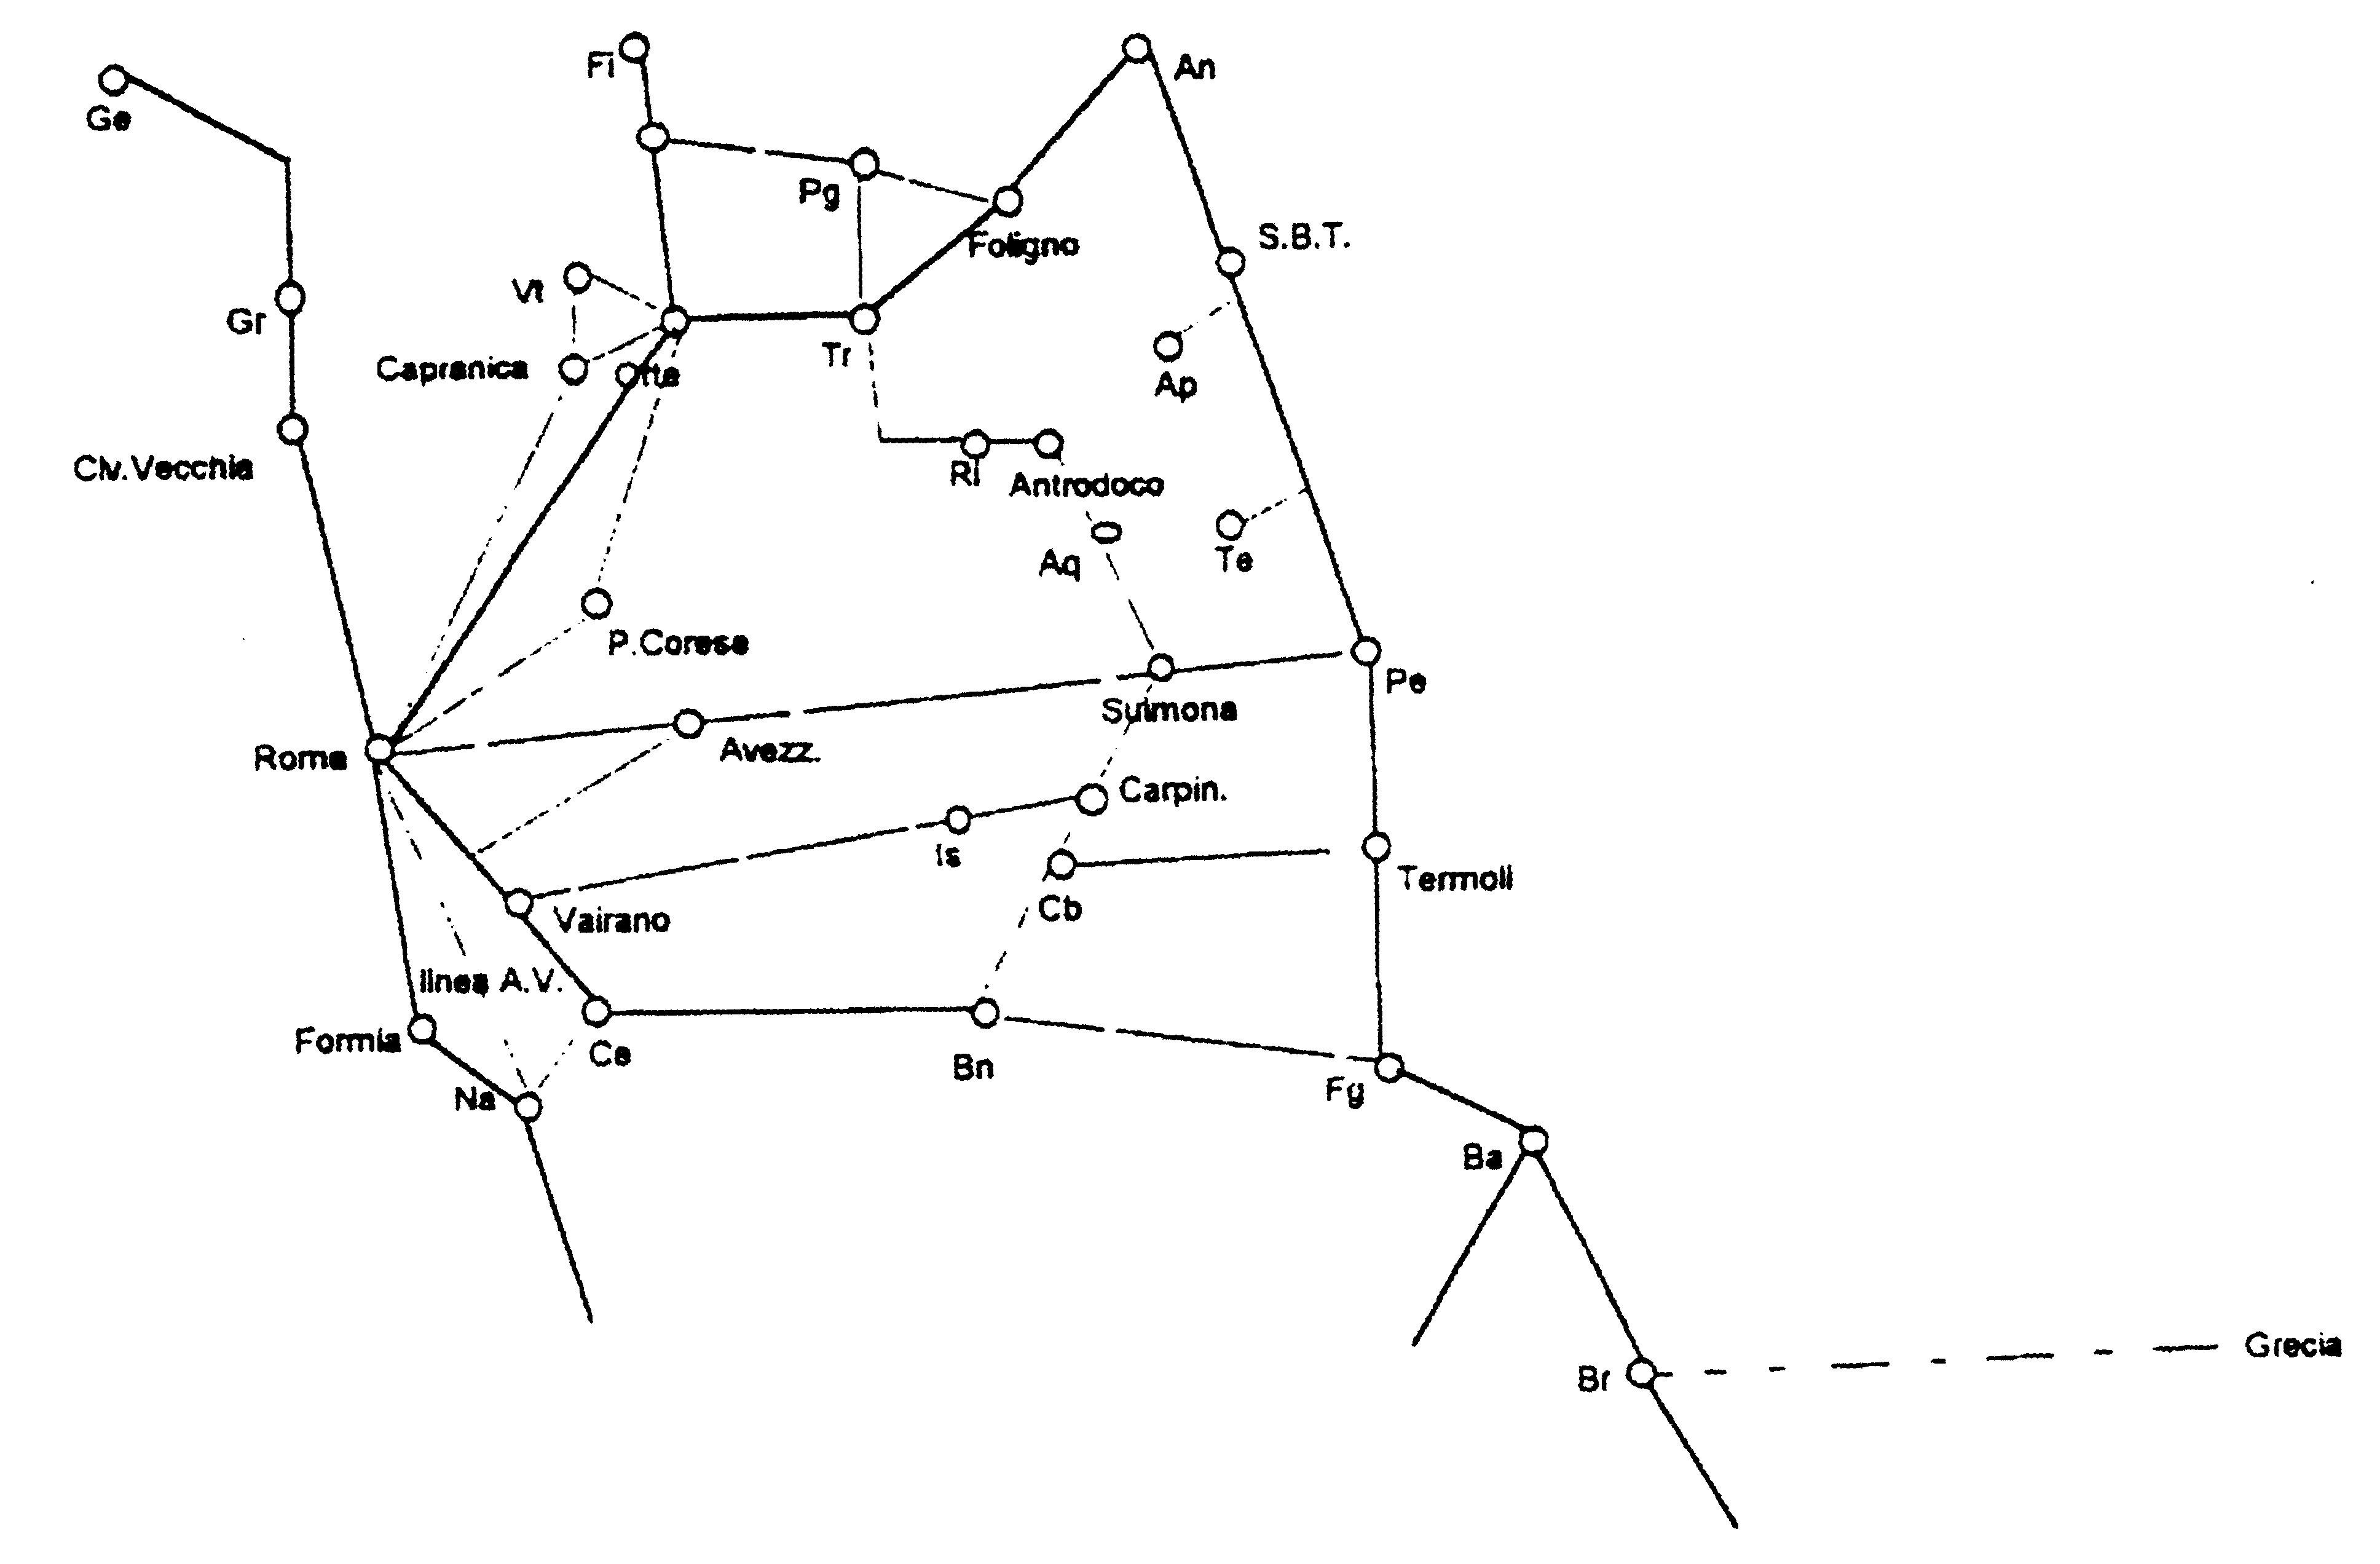 Fi
An
Ge
Pg
S.B.T.
Foligno
Vt
Gr
Tr
Capranica
Orte
Ap
Civ.Vecchia
Ri
Antrodoco
Te
Aq
P.Corese
Pe
Sulmona
Roma
Avezz.
Carpin.
Is
Termoli
Cb
Vairano
linea A.V.
Formia
Ce
Bn
Fg
Na
Ba
Grecia
Br